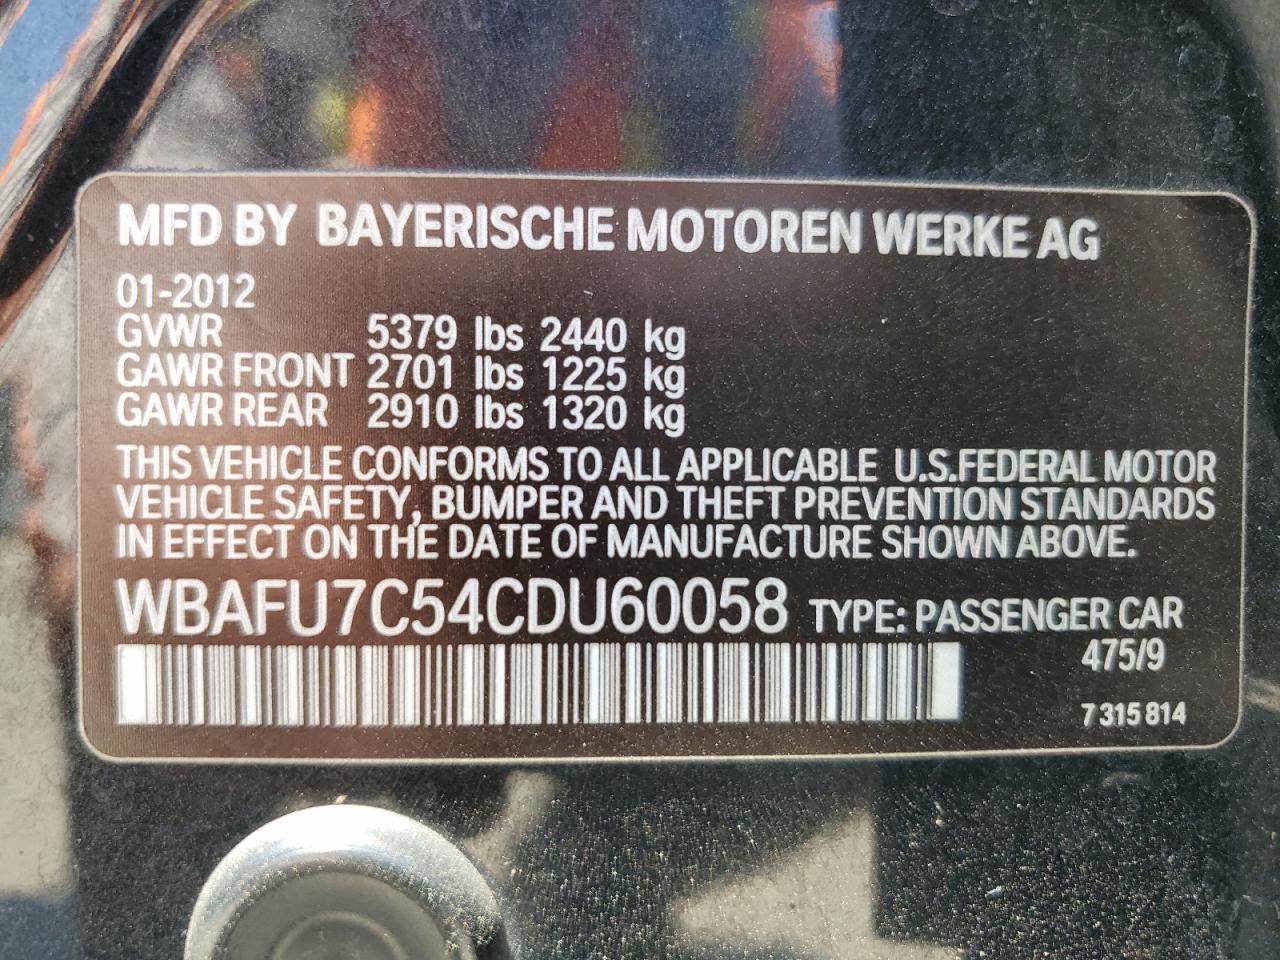 MFD BY BAYERISCHE MOTOREN WERKE AG
01-2012
GVWR 5379 lbs 2440 kg
GAWR FRONT 2701 lbs 1225 kg
GAWR REAR 2910 lbs 1320 kg
THIS VEHICLE CONFORMS TO ALL APPLICABLE U.S.FEDERAL MOTOR
VEHICLE SAFETY, BUMPER AND THEFT PREVENTION STANDARDS
IN EFFECT ON THE DATE OF MANUFACTURE SHOWN ABOVE.
WBAFU7C54CDU60058 TYPE: PASSENGER CAR
475/9
7 315 814